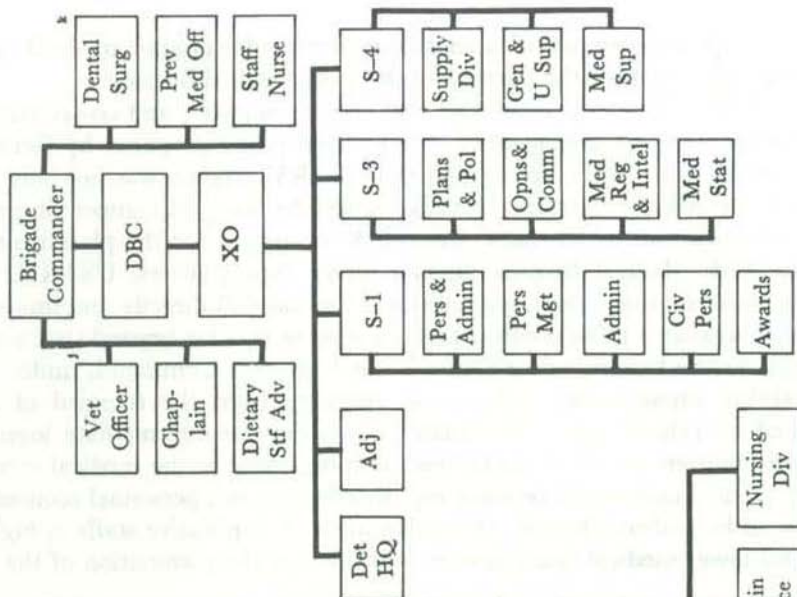 Brigade
Commander
DBC
XO
j
Vet
Officer
Chap-
lain
Dietary
Stf Adv
k
Dental
Surg
Prev
Med Off
Staff
Nurse
Det
HQ
Adj
S-1
Pers &
Admin
Pers
Mgt
Admin
Civ
Pers
Awards
S-3
Plans
& Pol
Opns&
Comm
Med
Reg
& Intel
Med
Stat
S-4
Supply
Div
Gen &
U Sup
Med
Sup
Nursing
Div
in
ce